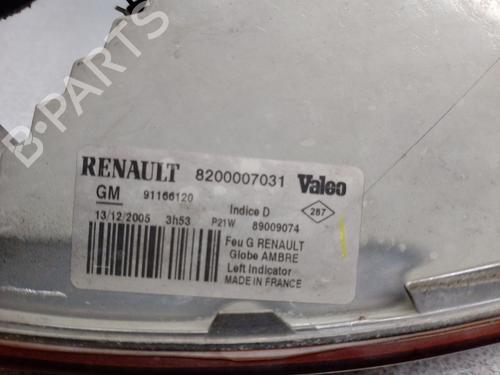 B-PARTS
RENAULT 8200007031 Valeo
GM 91166120 Indice D 287
13/12/2005 3h53 P21W 89009074
Feu G RENAULT
Globe AMBRE
Left Indicator
MADE IN FRANCE